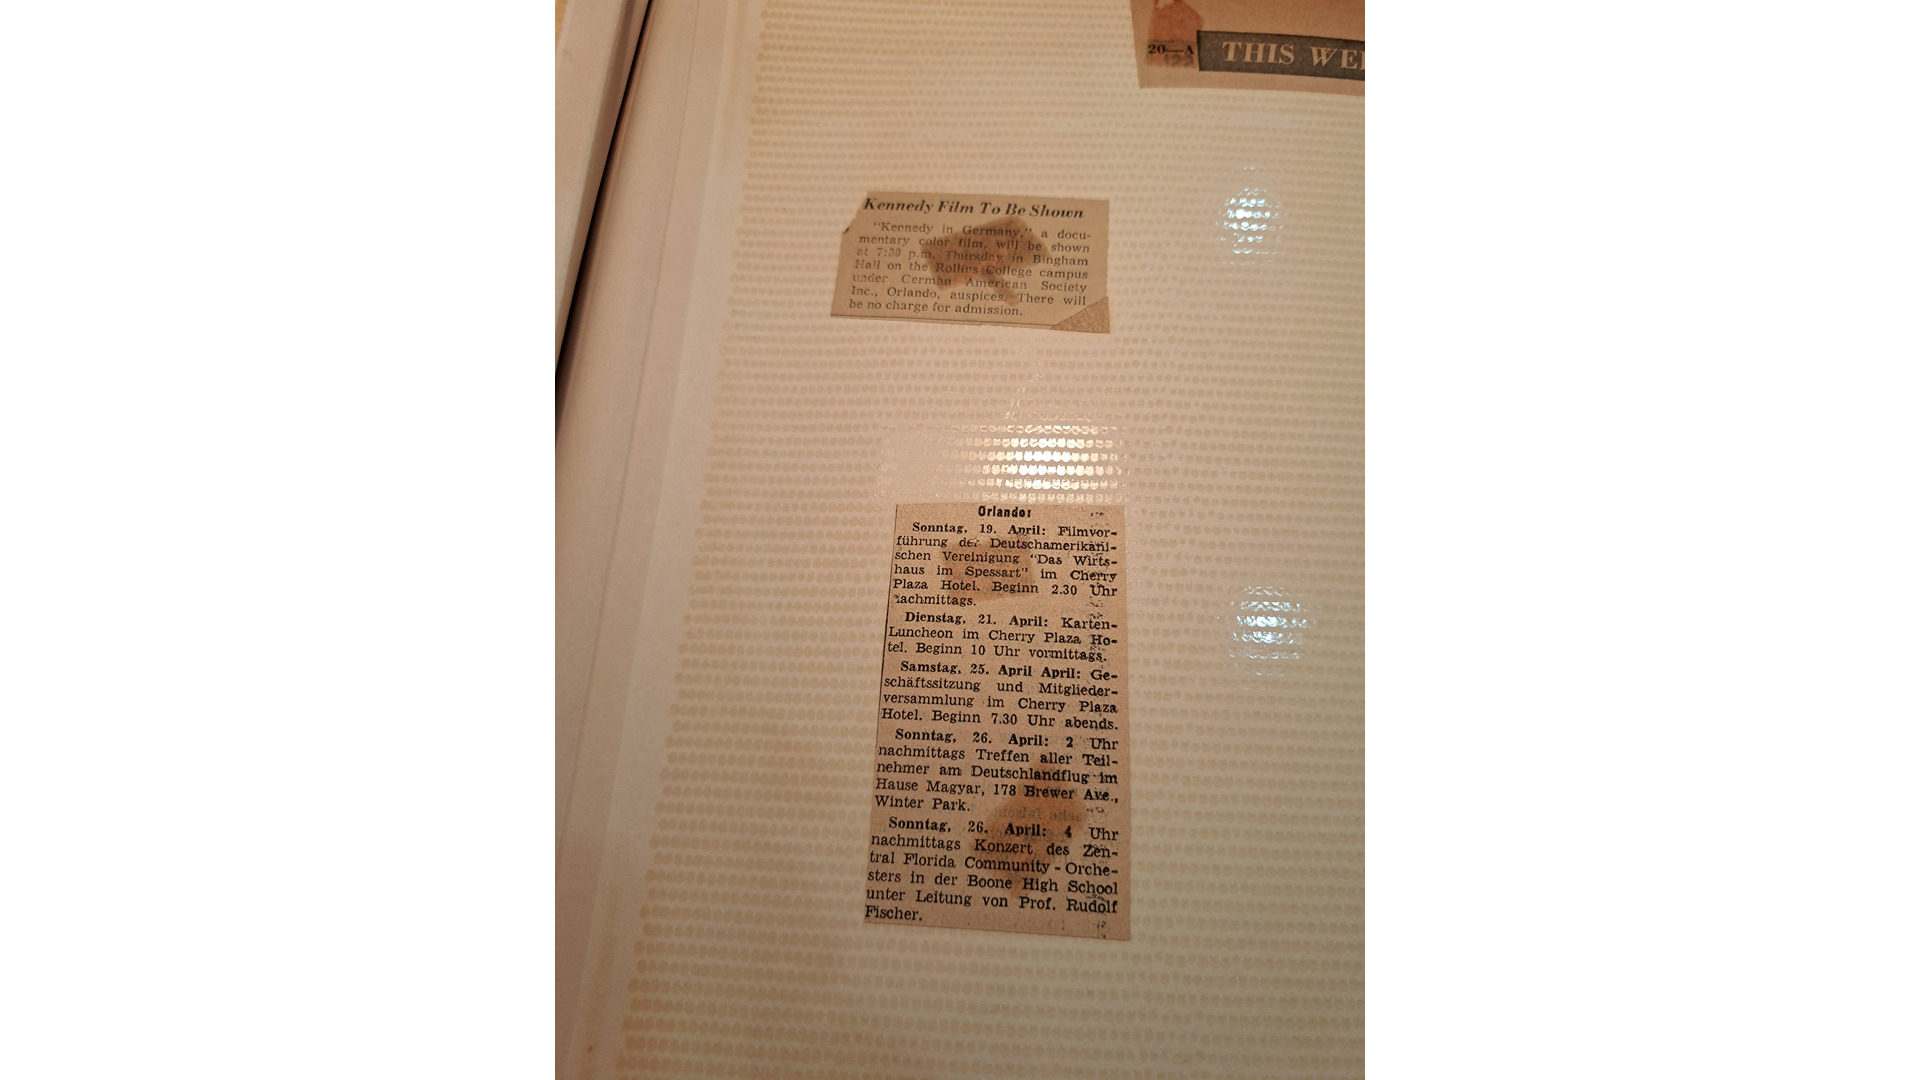 20—A THIS WE
Kennedy Film To Be Shown
"Kennedy in Germany," a docu-
mentary color film, will be shown
at 7:30 p.m. Thursday in Bingham
Hall on the Rollins College campus
under German American Society
Inc., Orlando, auspices. There will
be no charge for admission.
Orlando:
Sonntag, 19. April: Filmvor-
führung der Deutschamerikani-
schen Vereinigung "Das Wirts-
haus im Spessart" im Cherry
Plaza Hotel. Beginn 2.30 Uhr
nachmittags.
Dienstag, 21. April: Karten-
Luncheon im Cherry Plaza Ho-
tel. Beginn 10 Uhr vormittags.
Samstag, 25. April April: Ge-
schäftssitzung und Mitglieder-
versammlung im Cherry Plaza
Hotel. Beginn 7.30 Uhr abends.
Sonntag, 26. April: 2 Uhr
nachmittags Treffen aller Teil-
nehmer am Deutschlandflug im
Hause Magyar, 178 Brewer Ave.,
Winter Park.
Sonntag, 26. April: 4 Uhr
nachmittags Konzert des Zen-
tral Florida Community - Orche-
sters in der Boone High School
unter Leitung von Prof. Rudolf
Fischer.